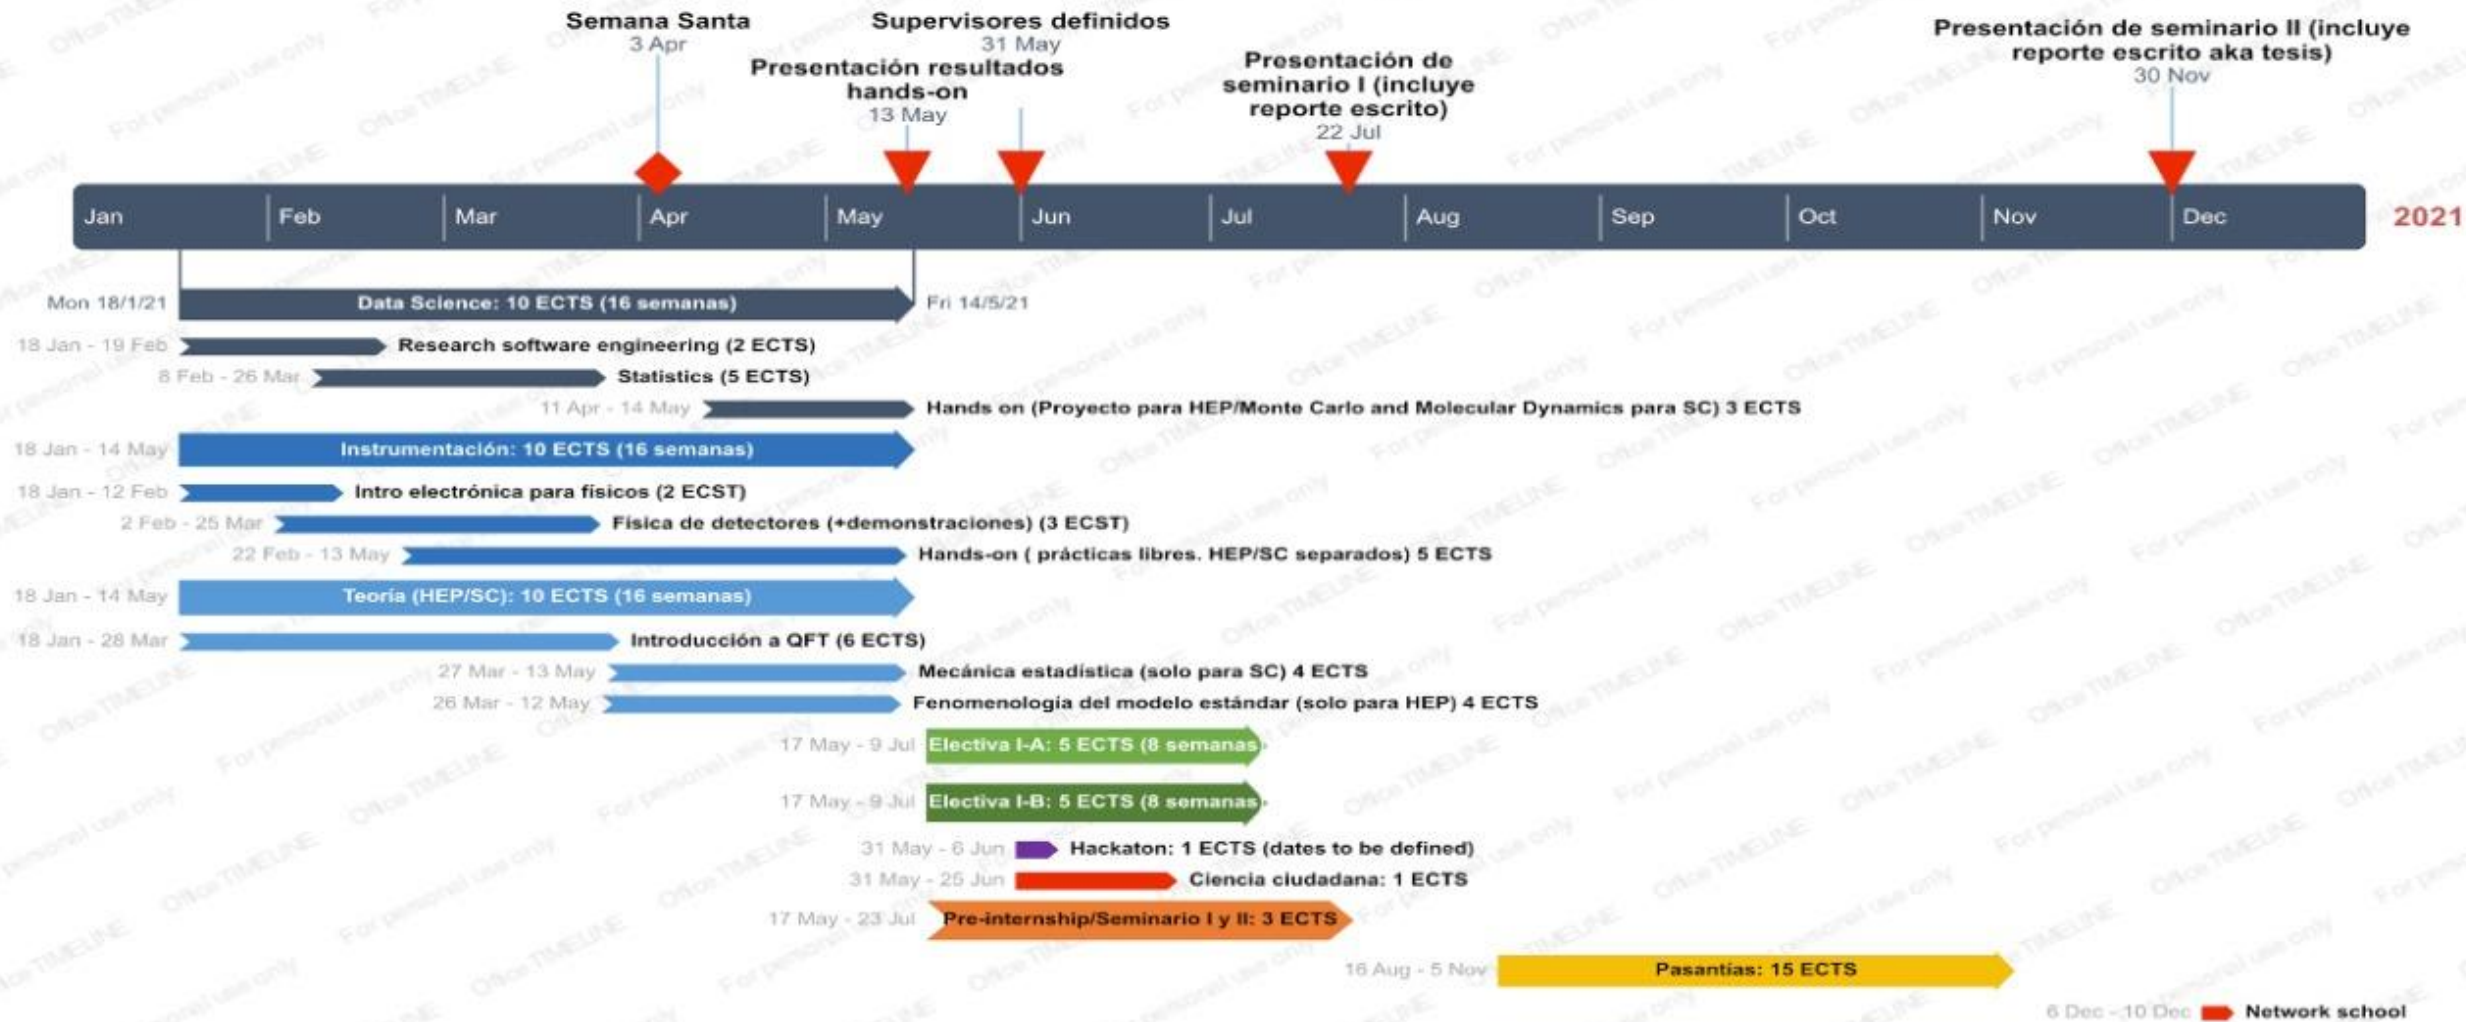 Semana Santa
3 Apr
Supervisores definidos
31 May
Presentación resultados
hands-on
13 May
Presentación de
seminario I (incluye
reporte escrito)
22 Jul
Presentación de seminario II (incluye
reporte escrito aka tesis)
30 Nov
Jan Feb Mar Apr May Jun Jul Aug Sep Oct Nov Dec 2021
Mon 18/1/21 Data Science: 10 ECTS (16 semanas) Fri 14/5/21
18 Jan - 19 Feb Research software engineering (2 ECTS)
8 Feb - 26 Mar Statistics (5 ECTS)
11 Apr - 14 May Hands on (Proyecto para HEP/Monte Carlo and Molecular Dynamics para SC) 3 ECTS
18 Jan - 14 May Instrumentación: 10 ECTS (16 semanas)
18 Jan - 12 Feb Intro electrónica para físicos (2 ECST)
2 Feb - 25 Mar Física de detectores (+demonstraciones) (3 ECST)
22 Feb - 13 May Hands-on ( prácticas libres. HEP/SC separados) 5 ECTS
18 Jan - 14 May Teoría (HEP/SC): 10 ECTS (16 semanas)
18 Jan - 28 Mar Introducción a QFT (6 ECTS)
27 Mar - 13 May Mecánica estadística (solo para SC) 4 ECTS
26 Mar - 12 May Fenomenología del modelo estándar (solo para HEP) 4 ECTS
17 May - 9 Jul Electiva I-A: 5 ECTS (8 semanas
17 May - 9 Jul Electiva I-B: 5 ECTS (8 semanas
31 May - 6 Jun Hackaton: 1 ECTS (dates to be defined)
31 May - 25 Jun Ciencia ciudadana: 1 ECTS
17 May - 23 Jul Pre-internship/Seminario I y II: 3 ECTS
16 Aug - 5 Nov Pasantías: 15 ECTS
6 Dec - 10 Dec Network school
Office TIMELINE For personal use only